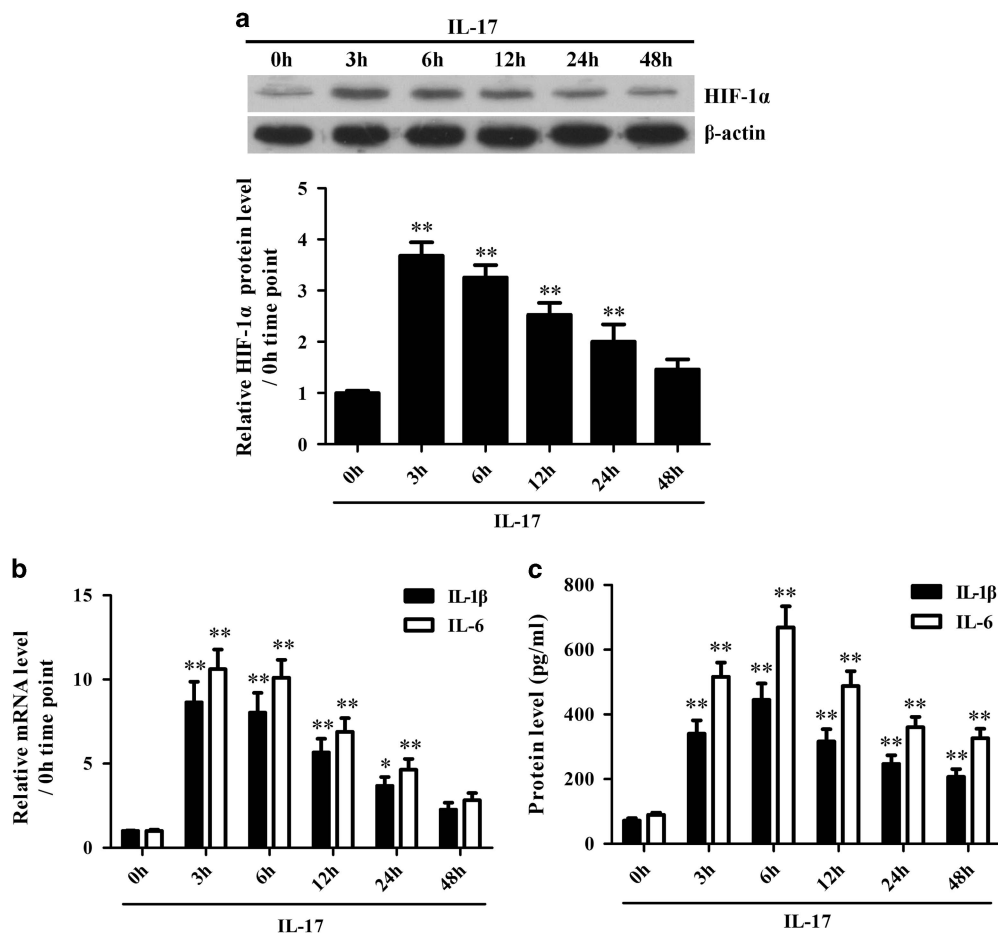 a
IL-17
0h 3h 6h 12h 24h 48h
HIF-1α
β-actin
Relative HIF-1α protein level
/ 0h time point
5
4
3
2
1
0
** ** ** **
0h 3h 6h 12h 24h 48h
IL-17
b
Relative mRNA level
/ 0h time point
15
10
5
0
IL-1β
IL-6
** ** ** ** ** ** * **
0h 3h 6h 12h 24h 48h
IL-17
c
Protein level (pg/ml)
800
600
400
200
0
IL-1β
IL-6
** ** ** ** ** ** ** ** ** **
0h 3h 6h 12h 24h 48h
IL-17